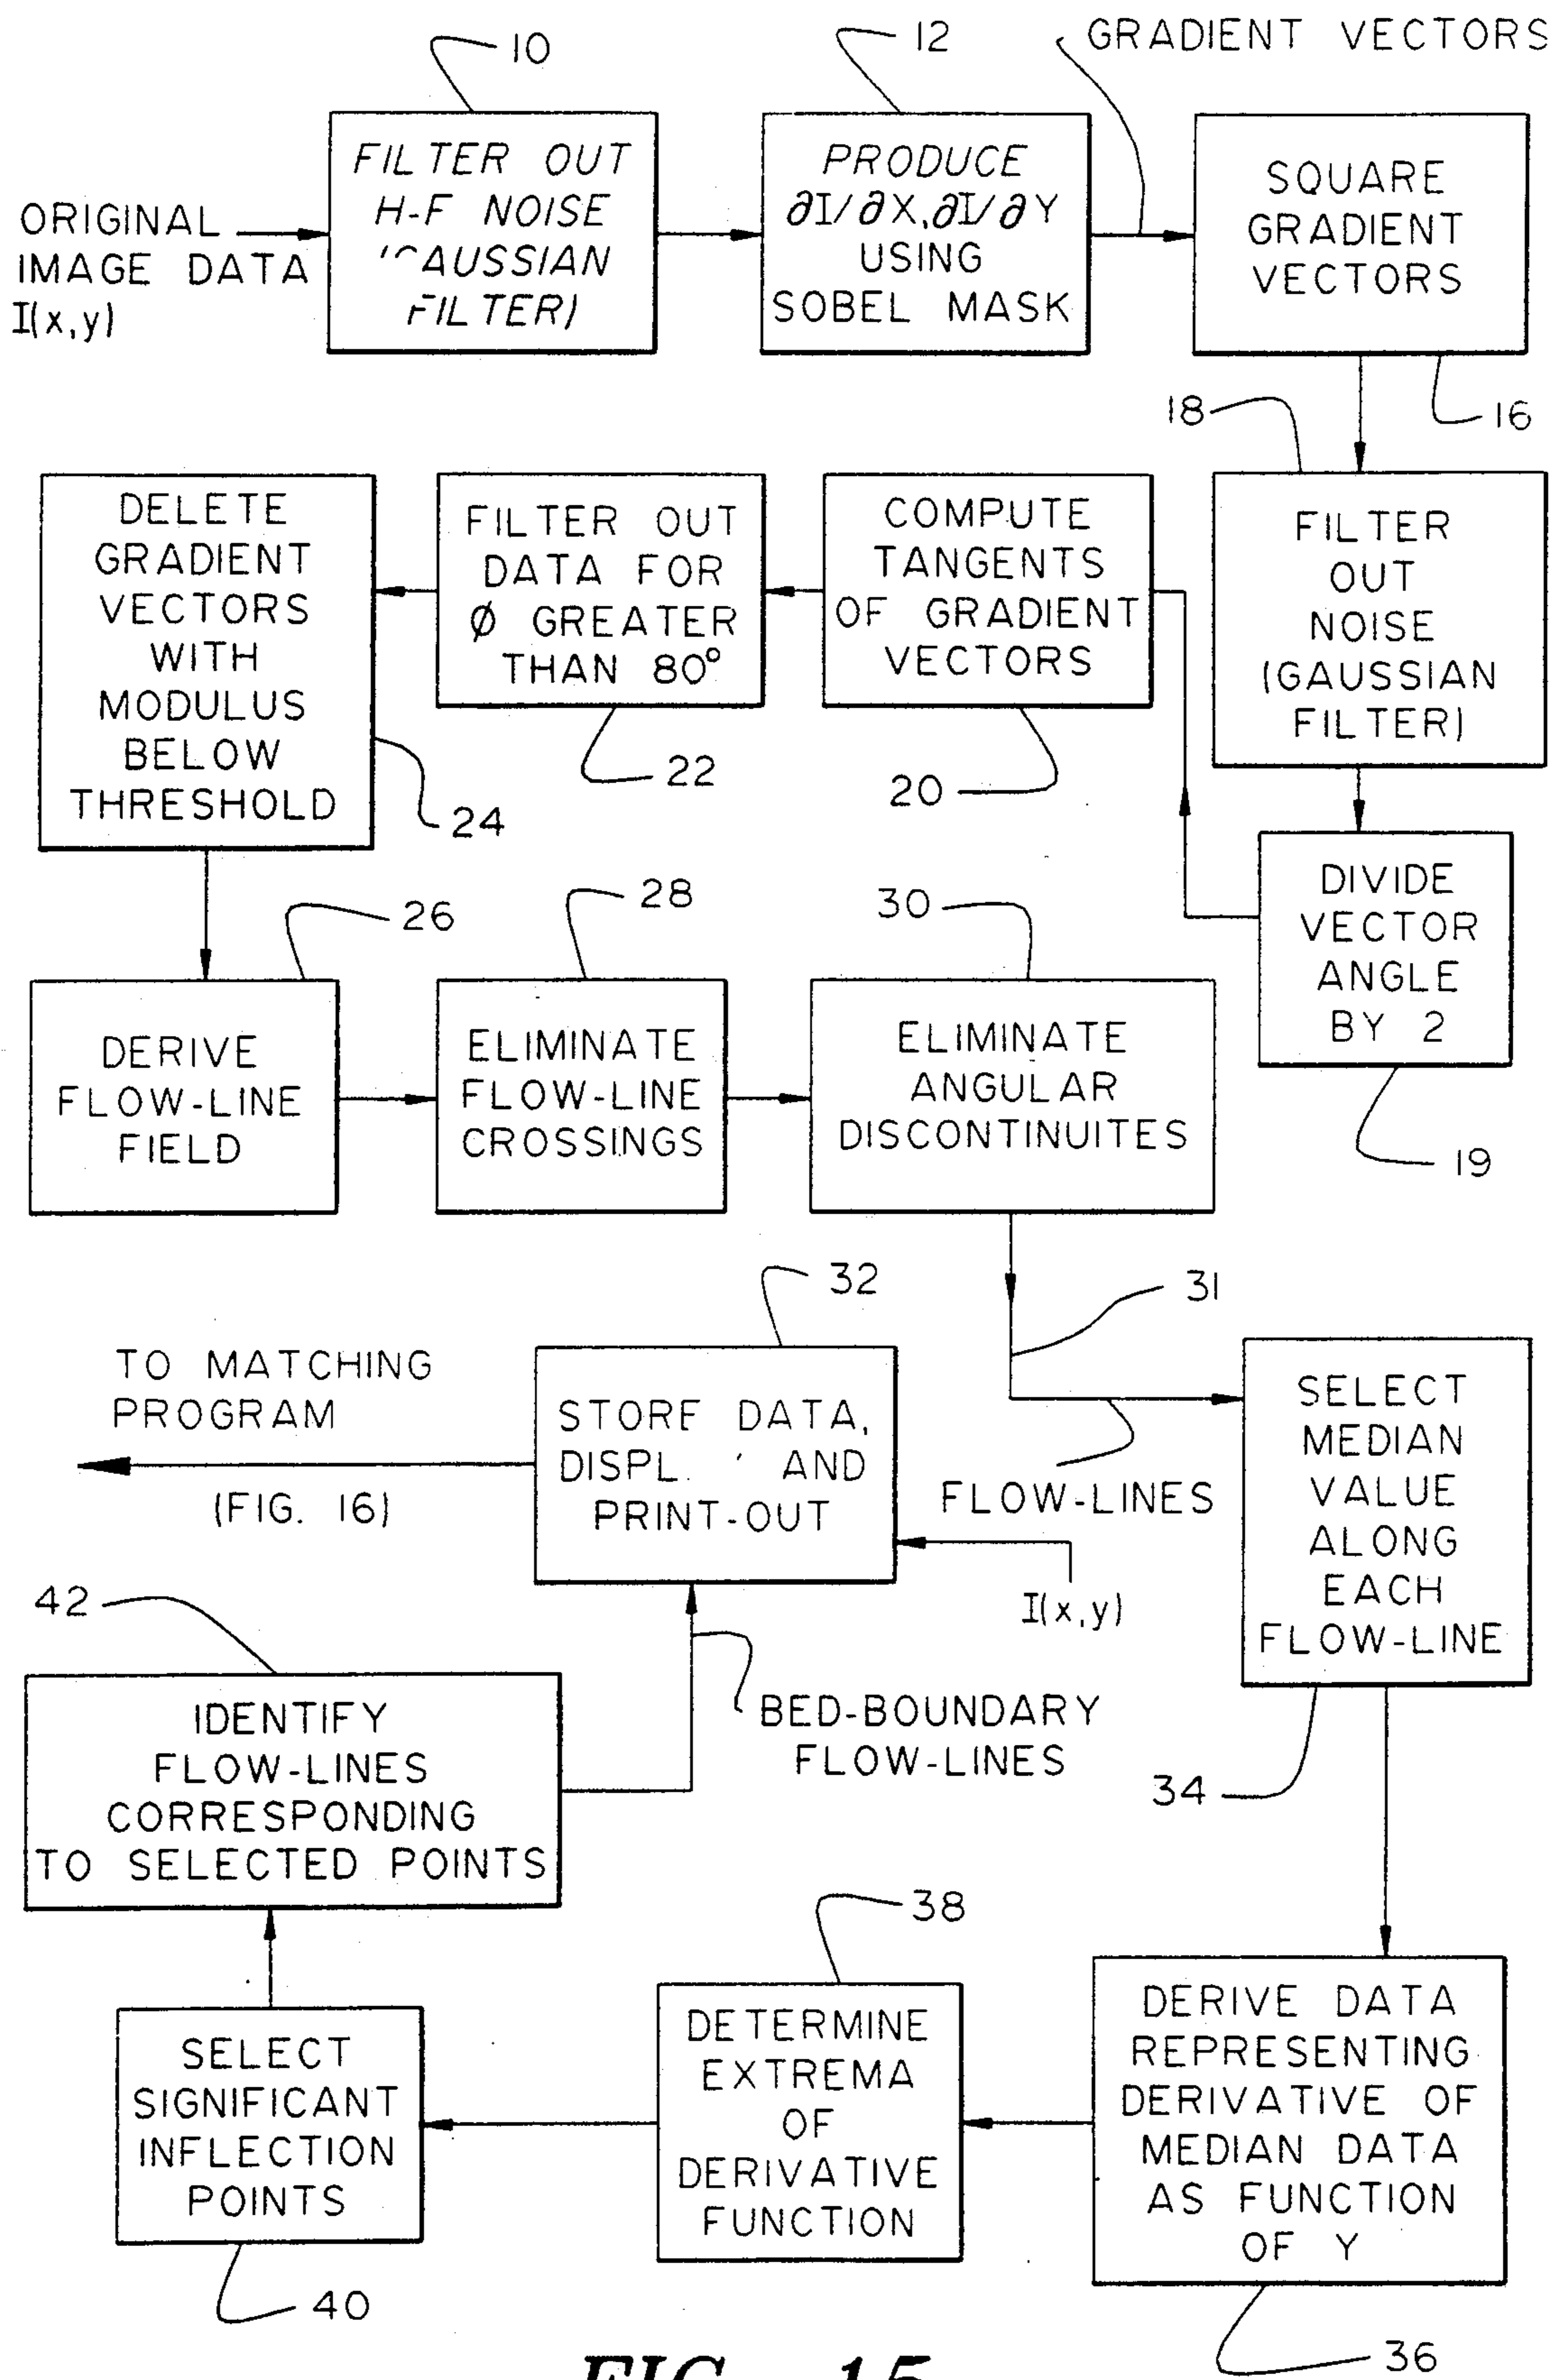 10
12
GRADIENT VECTORS
ORIGINAL
IMAGE DATA
I(x,y)
FILTER OUT
H-F NOISE
FILTER)
PRODUCE
∂I/∂X,∂I/∂Y
USING
SOBEL MASK
SQUARE
GRADIENT
VECTORS
16
18
FILTER
OUT
NOISE
(GAUSSIAN
FILTER)
COMPUTE
TANGENTS
OF GRADIENT
VECTORS
20
FILTER OUT
DATA FOR
Ø GREATER
THAN 80°
22
DELETE
GRADIENT
VECTORS
WITH
MODULUS
BELOW
THRESHOLD
24
DIVIDE
VECTOR
ANGLE
BY 2
19
26
DERIVE
FLOW-LINE
FIELD
28
ELIMINATE
FLOW-LINE
CROSSINGS
30
ELIMINATE
ANGULAR
DISCONTINUITES
31
FLOW-LINES
32
STORE DATA,
AND
PRINT-OUT
TO MATCHING
PROGRAM
(FIG. 16)
I(x,y)
SELECT
MEDIAN
VALUE
ALONG
EACH
FLOW-LINE
34
42
IDENTIFY
FLOW-LINES
CORRESPONDING
TO SELECTED POINTS
BED-BOUNDARY
FLOW-LINES
38
DETERMINE
EXTREMA
OF
DERIVATIVE
FUNCTION
DERIVE DATA
REPRESENTING
DERIVATIVE OF
MEDIAN DATA
AS FUNCTION
OF Y
36
SELECT
SIGNIFICANT
INFLECTION
POINTS
40
FIG. 15